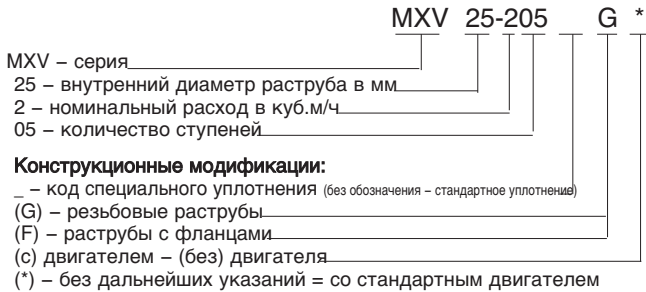 MXV 25-205 _ G *
MXV – серия
25 – внутренний диаметр раструба в мм
2 – номинальный расход в куб.м/ч
05 – количество ступеней
Конструкционные модификации:
_ – код специального уплотнения (без обозначения – стандартное уплотнение)
(G) – резьбовые раструбы
(F) – раструбы с фланцами
(с) двигателем – (без) двигателя
(*) – без дальнейших указаний = со стандартным двигателем